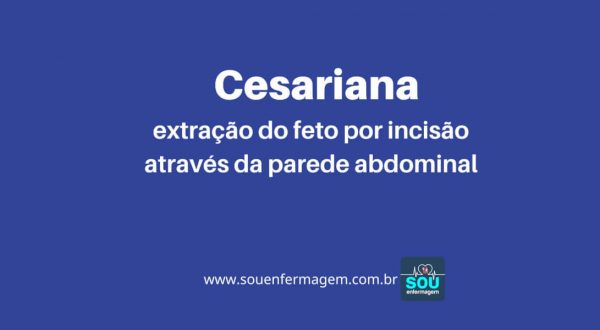 Cesariana
extração do feto por incisão
através da parede abdominal
www.souenfermagem.com.br
SOU
enfermagem